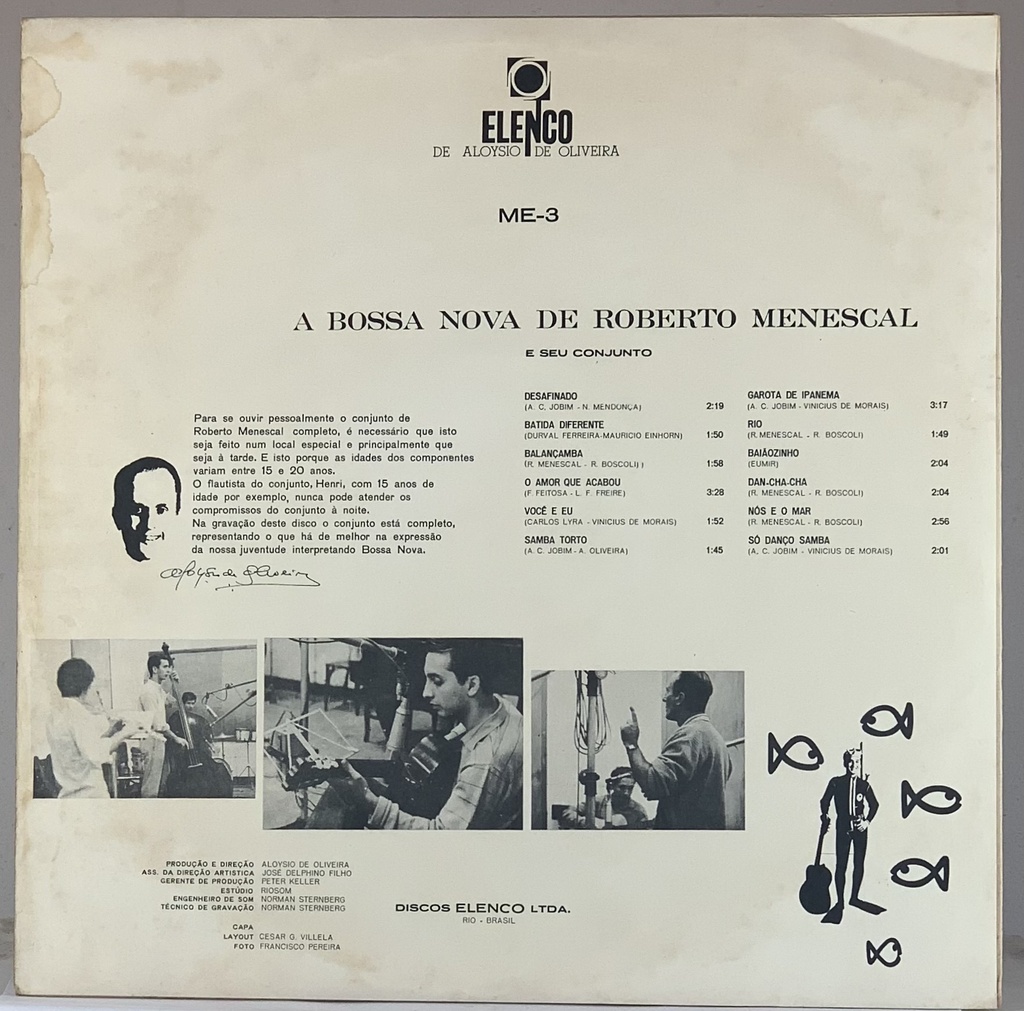 ELENCO
DE ALOYSIO DE OLIVEIRA
ME-3
A BOSSA NOVA DE ROBERTO MENESCAL
E SEU CONJUNTO
Para se ouvir pessoalmente o conjunto de
Roberto Menescal completo, é necessário que isto
seja feito num local especial e principalmente que
seja à tarde. E isto porque as idades dos componentes
variam entre 15 e 20 anos.
O flautista do conjunto, Henri, com 15 anos de
idade por exemplo, nunca pode atender os
compromissos do conjunto à noite.
Na gravação deste disco o conjunto está completo,
representando o que há de melhor na expressão
da nossa juventude interpretando Bossa Nova.
DESAFINADO
(A. C. JOBIM - N. MENDONÇA) 2:19
BATIDA DIFERENTE
(DURVAL FERREIRA-MAURICIO EINHORN) 1:50
BALANÇAMBA
(R. MENESCAL - R. BOSCOLI) ) 1:58
O AMOR QUE ACABOU
(F. FEITOSA - L. F. FREIRE) 3:28
VOCÊ E EU
(CARLOS LYRA - VINICIUS DE MORAIS) 1:52
SAMBA TORTO
(A. C. JOBIM - A. OLIVEIRA) 1:45
GAROTA DE IPANEMA
(A. C. JOBIM - VINICIUS DE MORAIS) 3:17
RIO
(R. MENESCAL - R. BOSCOLI) 1:49
BAIÃOZINHO
(EUMIR) 2:04
DAN-CHA-CHA
(R. MENESCAL - R. BOSCOLI) 2:04
NÓS E O MAR
(R. MENESCAL - R. BOSCOLI) 2:56
SÓ DANÇO SAMBA
(A. C. JOBIM - VINICIUS DE MORAIS) 2:01
PRODUÇÃO E DIREÇÃO ALOYSIO DE OLIVEIRA
ASS. DA DIREÇÃO ARTISTICA JOSÉ DELPHINO FILHO
GERENTE DE PRODUÇÃO PETER KELLER
ESTÚDIO RIOSOM
ENGENHEIRO DE SOM NORMAN STERNBERG
TÉCNICO DE GRAVAÇÃO NORMAN STERNBERG
CAPA
LAYOUT CESAR G. VILLELA
FOTO FRANCISCO PEREIRA
DISCOS ELENCO LTDA.
RIO - BRASIL